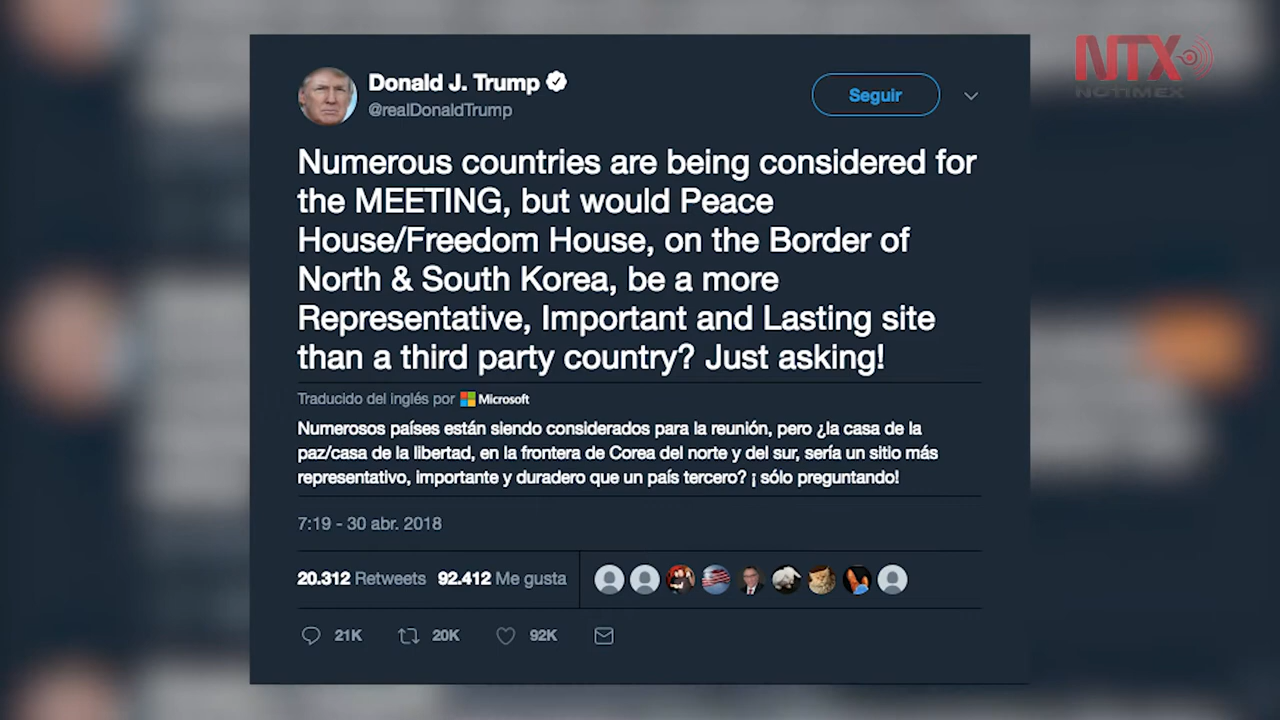 NTX
NOTIMEX
Donald J. Trump
@realDonaldTrump
Seguir
Numerous countries are being considered for
the MEETING, but would Peace
House/Freedom House, on the Border of
North & South Korea, be a more
Representative, Important and Lasting site
than a third party country? Just asking!
Traducido del inglés por Microsoft
Numerosos países están siendo considerados para la reunión, pero ¿la casa de la
paz/casa de la libertad, en la frontera de Corea del norte y del sur, sería un sitio más
representativo, importante y duradero que un país tercero? ¡ sólo preguntando!
7:19 - 30 abr. 2018
20.312 Retweets 92.412 Me gusta
21K 20K 92K